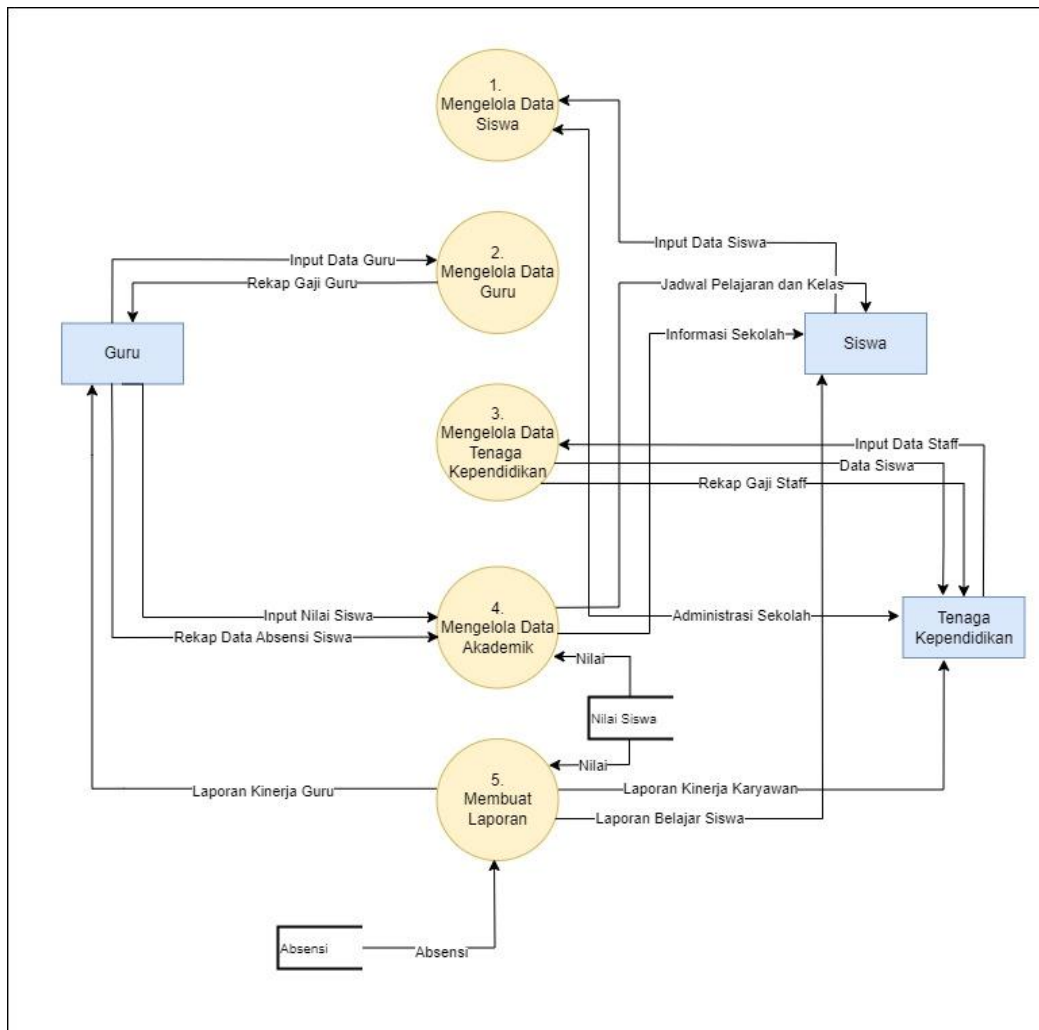 1.
Mengelola Data
Siswa
Input Data Siswa
2.
Mengelola Data
Guru
Input Data Guru
Rekap Gaji Guru
Jadwal Pelajaran dan Kelas
Informasi Sekolah
Guru
Siswa
3.
Mengelola Data
Tenaga
Kependidikan
Input Data Staff
Data Siswa
Rekap Gaji Staff
4.
Mengelola Data
Akademik
Input Nilai Siswa
Rekap Data Absensi Siswa
Administrasi Sekolah
Tenaga
Kependidikan
Nilai
Nilai Siswa
Nilai
5.
Membuat
Laporan
Laporan Kinerja Guru
Laporan Kinerja Karyawan
Laporan Belajar Siswa
Absensi
Absensi